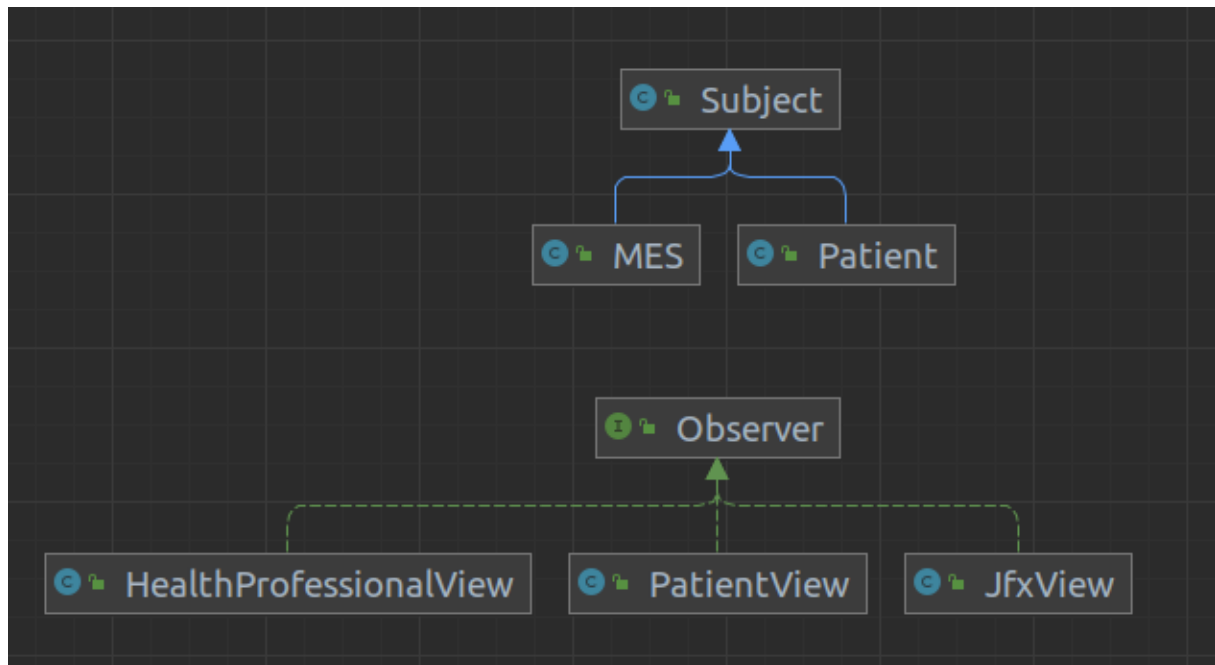 C Subject
C MES C Patient
I Observer
C HealthProfessionalView C PatientView C JfxView